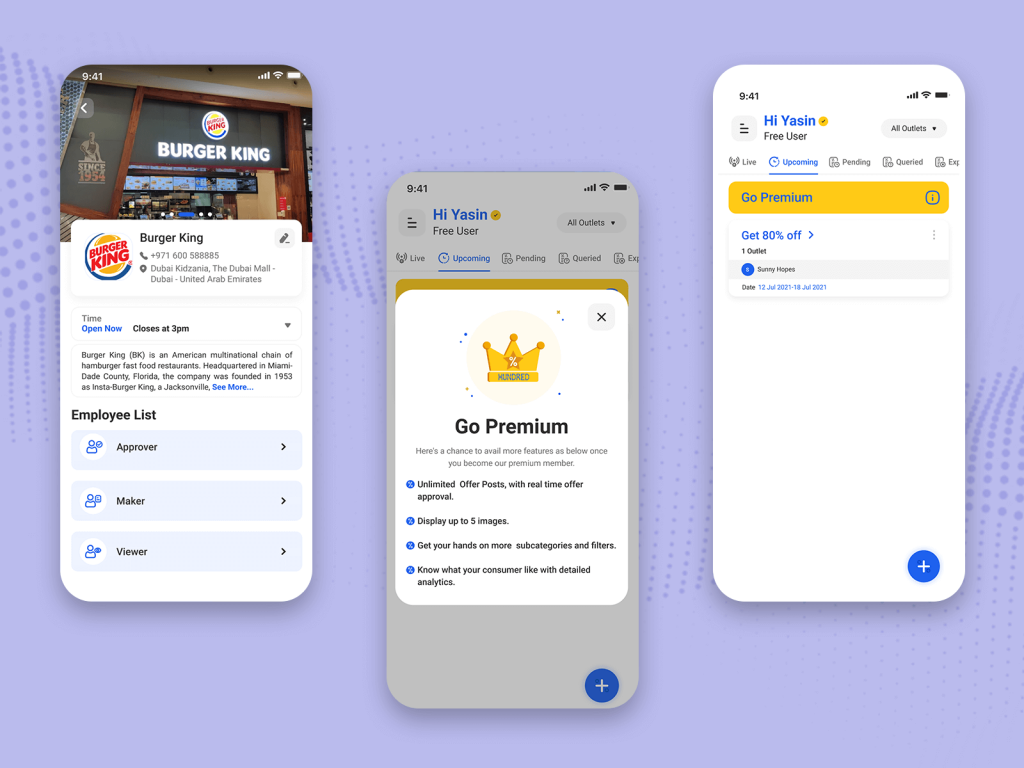 9:41
BURGER
KING
BURGER KING
SINCE
1954
BURGER
KING
Burger King
+971 600 588885
Dubai Kidzania, The Dubai Mall -
Dubai - United Arab Emirates
Time
Open Now Closes at 3pm
Burger King (BK) is an American multinational chain of
hamburger fast food restaurants. Headquartered in Miami-
Dade County, Florida, the company was founded in 1953
as Insta-Burger King, a Jacksonville, See More...
Employee List
Approver
Maker
Viewer
9:41
Hi Yasin
Free User
All Outlets
Live Upcoming Pending Queried Exp
%
HUNDRED
Go Premium
Here's a chance to avail more features as below once
you become our premium member.
Unlimited Offer Posts, with real time offer
approval.
Display up to 5 images.
Get your hands on more subcategories and filters.
Know what your consumer like with detailed
analytics.
9:41
Hi Yasin
Free User
All Outlets
Live Upcoming Pending Queried Exp
Go Premium
Get 80% off
1 Outlet
S Sunny Hopes
Date 12 Jul 2021-18 Jul 2021